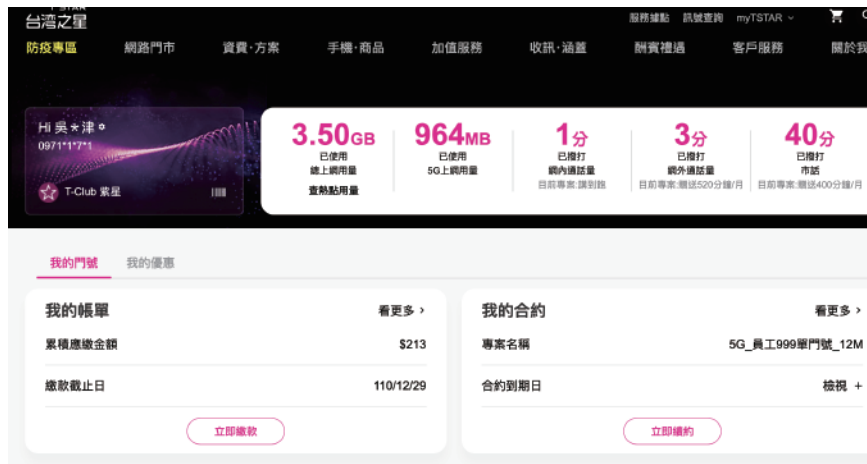 T STAR
台灣之星
服務據點 訊號查詢 myTSTAR
防疫專區 網路門市 資費·方案 手機·商品 加值服務 收訊·涵蓋 酬賓禮遇 客戶服務 關於我
Hi 吳*津
0971*1*7*1
T-Club 紫星
3.50GB
已使用
總上網用量
查熱點用量
964MB
已使用
5G上網用量
1分
已撥打
網內通話量
目前專案:講到飽
3分
已撥打
網外通話量
目前專案:贈送520分鐘/月
40分
已撥打
市話
目前專案:贈送400分鐘/月
我的門號 我的優惠
我的帳單 看更多 >
累積應繳金額 $213
繳款截止日 110/12/29
立即繳款
我的合約 看更多 >
專案名稱 5G_員工999單門號_12M
合約到期日 檢視 +
立即續約